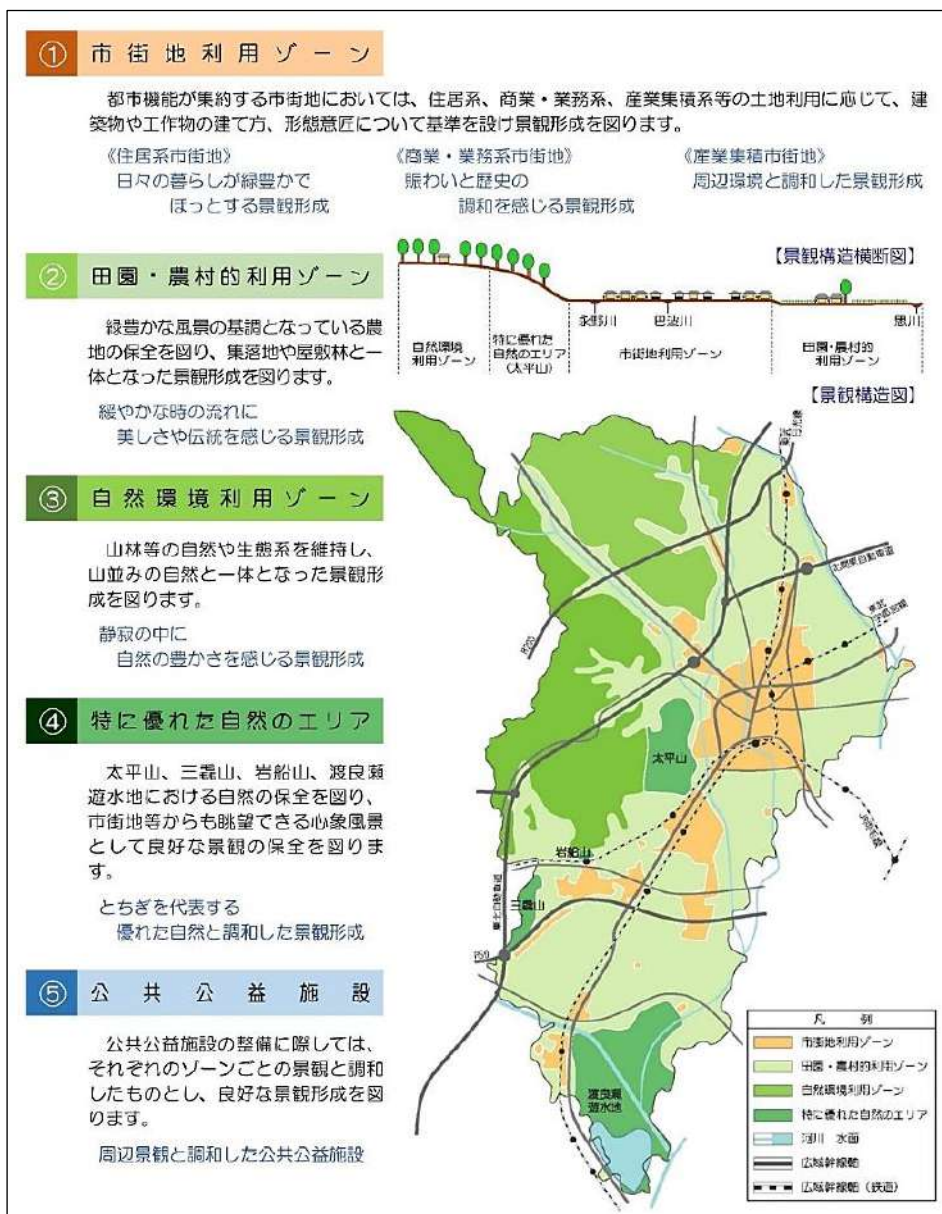 ① 市街地利用ゾーン
都市機能が集約する市街地においては、住居系、商業・業務系、産業集積系等の土地利用に応じて、建
築物や工作物の建て方、形態意匠について基準を設け景観形成を図ります。
《住居系市街地》
日々の暮らしが緑豊かで
ほっとする景観形成
《商業・業務系市街地》
賑わいと歴史の
調和を感じる景観形成
《産業集積市街地》
周辺環境と調和した景観形成
② 田園・農村的利用ゾーン
緑豊かな風景の基調となっている農
地の保全を図り、集落地や屋敷林と一
体となった景観形成を図ります。
緩やかな時の流れに
美しさや伝統を感じる景観形成
③ 自然環境利用ゾーン
山林等の自然や生態系を維持し、
山並みの自然と一体となった景観形
成を図ります。
静寂の中に
自然の豊かさを感じる景観形成
④ 特に優れた自然のエリア
太平山、三毳山、岩船山、渡良瀬
遊水地における自然の保全を図り、
市街地等からも眺望できる心象風景
として良好な景観の保全を図りま
す。
とちぎを代表する
優れた自然と調和した景観形成
⑤ 公共公益施設
公共公益施設の整備に際しては、
それぞれのゾーンごとの景観と調和
したものとし、良好な景観形成を図
ります。
周辺景観と調和した公共公益施設
【景観構造横断図】
永野川
巴波川
思川
自然環境
利用ゾーン
特に優れた
自然のエリア
(太平山)
市街地利用ゾーン
田園・農村的
利用ゾーン
【景観構造図】
東武
日光線
北関東自動車道
東武
宇都宮線
R293
太平山
岩船山
三毳山
東北自動車道
R50
渡良瀬
遊水地
凡 例
市街地利用ゾーン
田園・農村的利用ゾーン
自然環境利用ゾーン
特に優れた自然のエリア
河川 水面
広域幹線軸
広域幹線軸（鉄道）